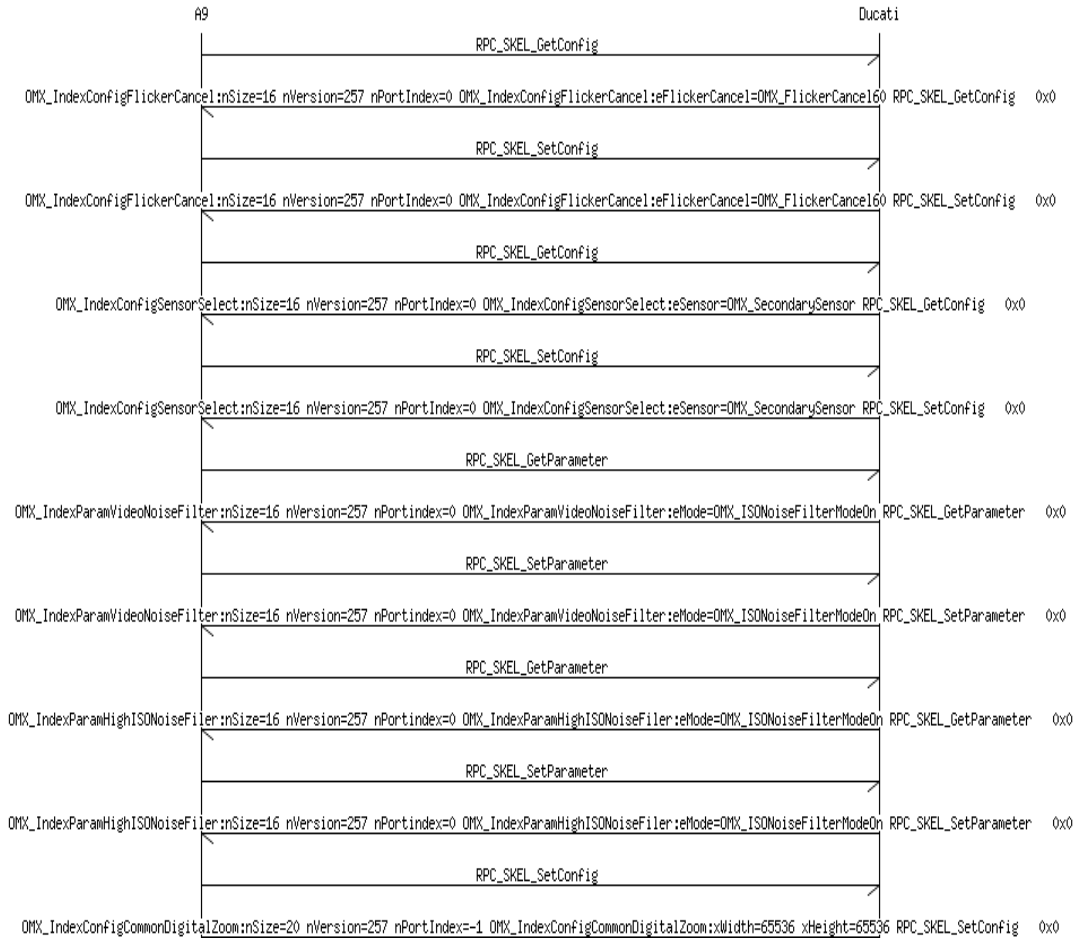 A9 Ducati
RPC_SKEL_GetConfig
OMX_IndexConfigFlickerCancel:nSize=16 nVersion=257 nPortIndex=0 OMX_IndexConfigFlickerCancel:eFlickerCancel=OMX_FlickerCancel60 RPC_SKEL_GetConfig 0x0
RPC_SKEL_SetConfig
OMX_IndexConfigFlickerCancel:nSize=16 nVersion=257 nPortIndex=0 OMX_IndexConfigFlickerCancel:eFlickerCancel=OMX_FlickerCancel60 RPC_SKEL_SetConfig 0x0
RPC_SKEL_GetConfig
OMX_IndexConfigSensorSelect:nSize=16 nVersion=257 nPortIndex=0 OMX_IndexConfigSensorSelect:eSensor=OMX_SecondarySensor RPC_SKEL_GetConfig 0x0
RPC_SKEL_SetConfig
OMX_IndexConfigSensorSelect:nSize=16 nVersion=257 nPortIndex=0 OMX_IndexConfigSensorSelect:eSensor=OMX_SecondarySensor RPC_SKEL_SetConfig 0x0
RPC_SKEL_GetParameter
OMX_IndexParamVideoNoiseFilter:nSize=16 nVersion=257 nPortindex=0 OMX_IndexParamVideoNoiseFilter:eMode=OMX_ISONoiseFilterModeOn RPC_SKEL_GetParameter 0x0
RPC_SKEL_SetParameter
OMX_IndexParamVideoNoiseFilter:nSize=16 nVersion=257 nPortindex=0 OMX_IndexParamVideoNoiseFilter:eMode=OMX_ISONoiseFilterModeOn RPC_SKEL_SetParameter 0x0
RPC_SKEL_GetParameter
OMX_IndexParamHighISONoiseFiler:nSize=16 nVersion=257 nPortindex=0 OMX_IndexParamHighISONoiseFiler:eMode=OMX_ISONoiseFilterModeOn RPC_SKEL_GetParameter 0x0
RPC_SKEL_SetParameter
OMX_IndexParamHighISONoiseFiler:nSize=16 nVersion=257 nPortindex=0 OMX_IndexParamHighISONoiseFiler:eMode=OMX_ISONoiseFilterModeOn RPC_SKEL_SetParameter 0x0
RPC_SKEL_SetConfig
OMX_IndexConfigCommonDigitalZoom:nSize=20 nVersion=257 nPortIndex=-1 OMX_IndexConfigCommonDigitalZoom:xWidth=65536 xHeight=65536 RPC_SKEL_SetConfig 0x0